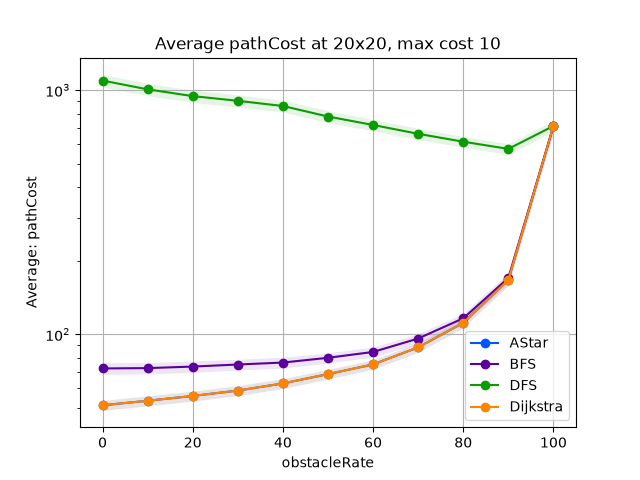 Average pathCost at 20x20, max cost 10
10³
10²
Average: pathCost
0 20 40 60 80 100
obstacleRate
AStar
BFS
DFS
Dijkstra